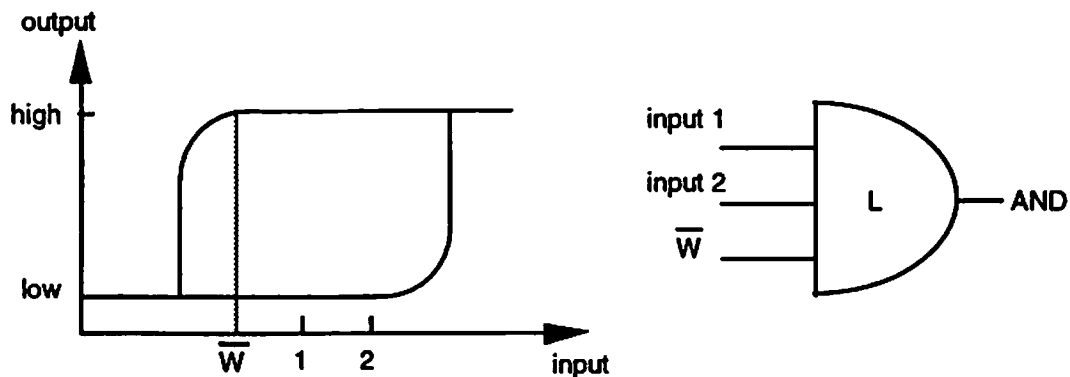 output
high
low
W̅
1
2
input
input 1
input 2
W̅
L
AND